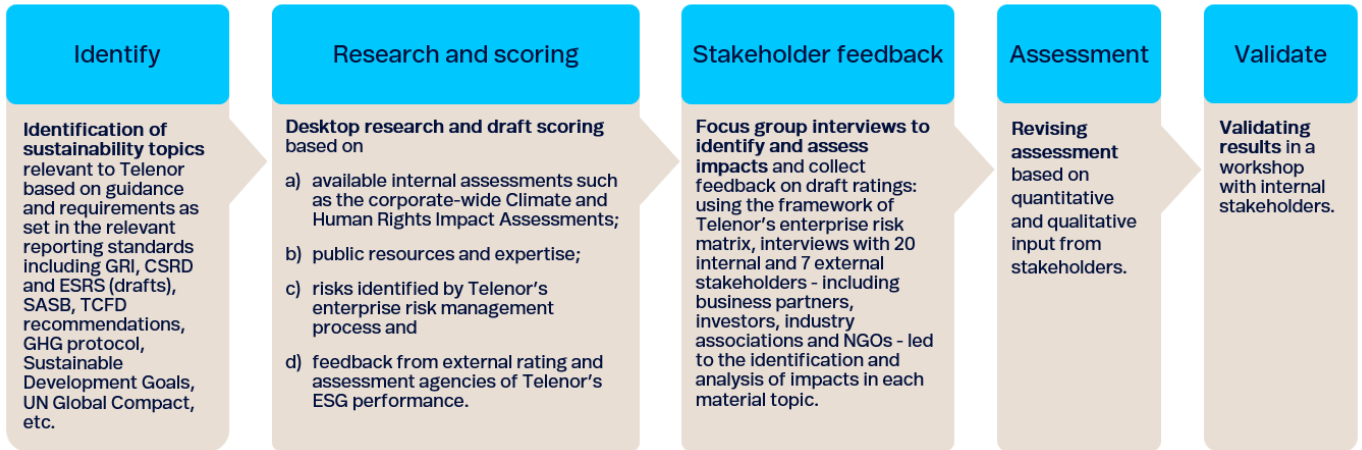 Identify
Identification of
sustainability topics
relevant to Telenor
based on guidance
and requirements as
set in the relevant
reporting standards
including GRI, CSRD
and ESRS (drafts),
SASB, TCFD
recommendations,
GHG protocol,
Sustainable
Development Goals,
UN Global Compact,
etc.
Research and scoring
Desktop research and draft scoring
based on
a) available internal assessments such
as the corporate-wide Climate and
Human Rights Impact Assessments;
b) public resources and expertise;
c) risks identified by Telenor’s
enterprise risk management
process and
d) feedback from external rating and
assessment agencies of Telenor’s
ESG performance.
Stakeholder feedback
Focus group interviews to
identify and assess
impacts and collect
feedback on draft ratings:
using the framework of
Telenor’s enterprise risk
matrix, interviews with 20
internal and 7 external
stakeholders - including
business partners,
investors, industry
associations and NGOs - led
to the identification and
analysis of impacts in each
material topic.
Assessment
Revising
assessment
based on
quantitative
and qualitative
input from
stakeholders.
Validate
Validating
results in a
workshop
with internal
stakeholders.